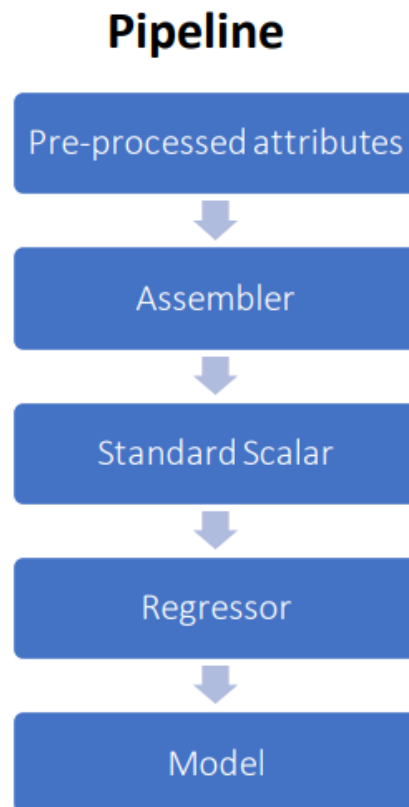 Pipeline
Pre-processed attributes
Assembler
Standard Scalar
Regressor
Model